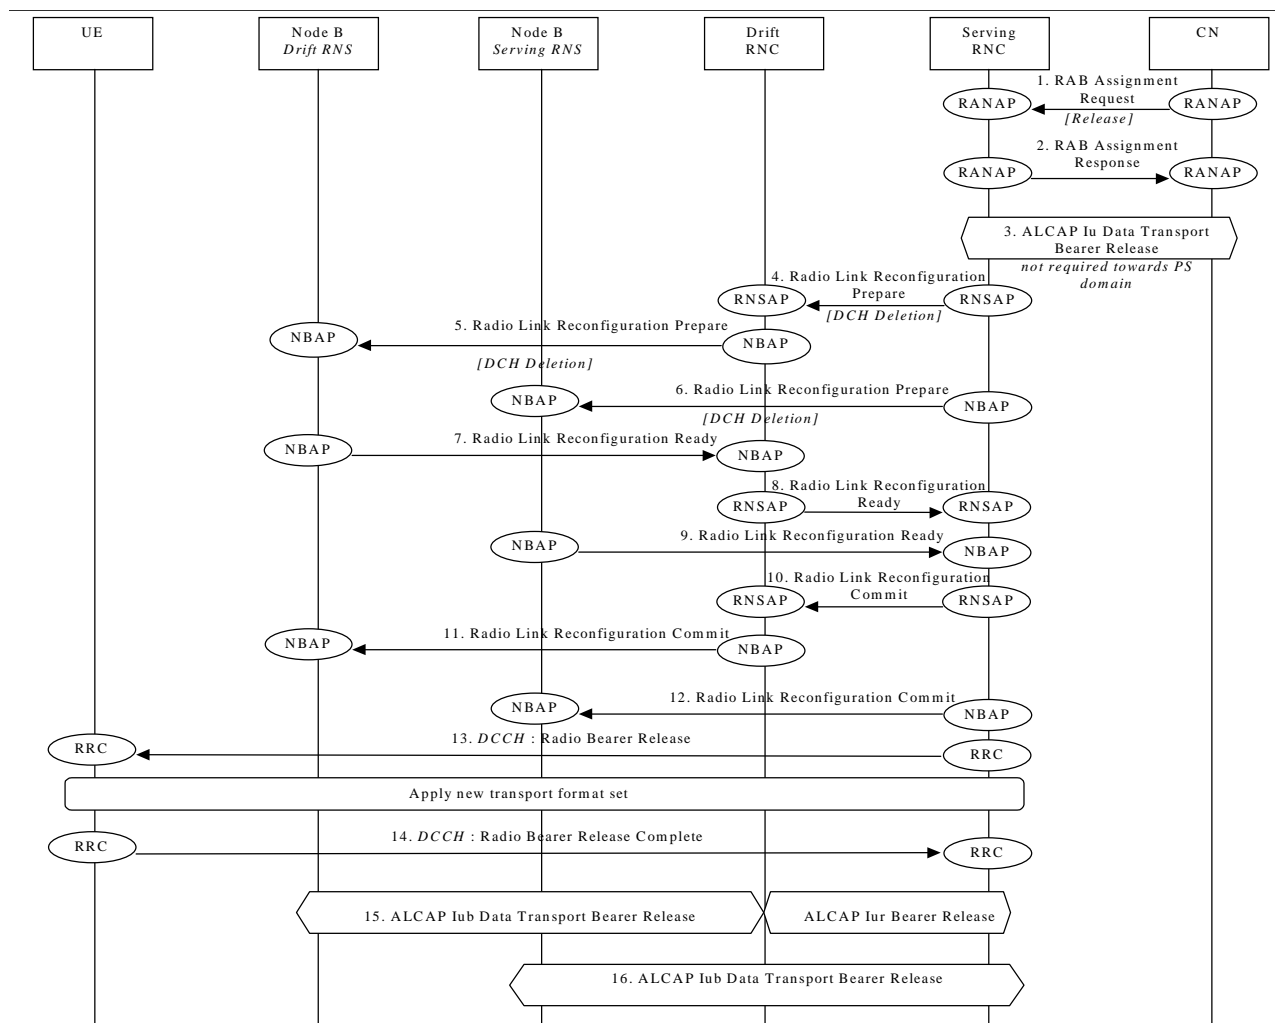 UE
Node B
Drift RNS
Node B
Serving RNS
Drift
RNC
Serving
RNC
CN
1. RAB Assignment
Request
RANAP
RANAP
[Release]
2. RAB Assignment
Response
RANAP
RANAP
3. ALCAP Iu Data Transport
Bearer Release
not required towards PS
domain
4. Radio Link Reconfiguration
Prepare
RNSAP
RNSAP
[DCH Deletion]
5. Radio Link Reconfiguration Prepare
NBAP
NBAP
[DCH Deletion]
6. Radio Link Reconfiguration Prepare
NBAP
NBAP
[DCH Deletion]
7. Radio Link Reconfiguration Ready
NBAP
NBAP
8. Radio Link Reconfiguration
Ready
RNSAP
RNSAP
9. Radio Link Reconfiguration Ready
NBAP
NBAP
10. Radio Link Reconfiguration
Commit
RNSAP
RNSAP
11. Radio Link Reconfiguration Commit
NBAP
NBAP
12. Radio Link Reconfiguration Commit
NBAP
NBAP
13. DCCH : Radio Bearer Release
RRC
RRC
Apply new transport format set
14. DCCH : Radio Bearer Release Complete
RRC
RRC
15. ALCAP Iub Data Transport Bearer Release
ALCAP Iur Bearer Release
16. ALCAP Iub Data Transport Bearer Release